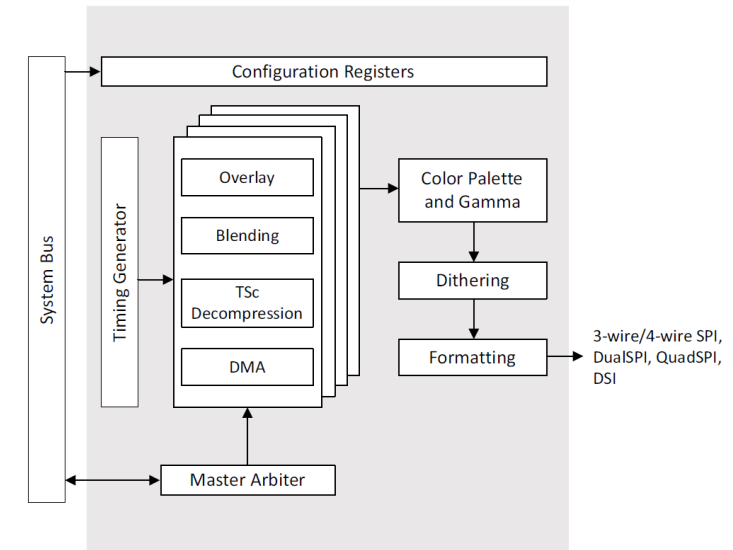 Configuration Registers
System Bus
Timing Generator
Overlay
Blending
TSc
Decompression
DMA
Color Palette
and Gamma
Dithering
Formatting
3-wire/4-wire SPI,
DualSPI, QuadSPI,
DSI
Master Arbiter